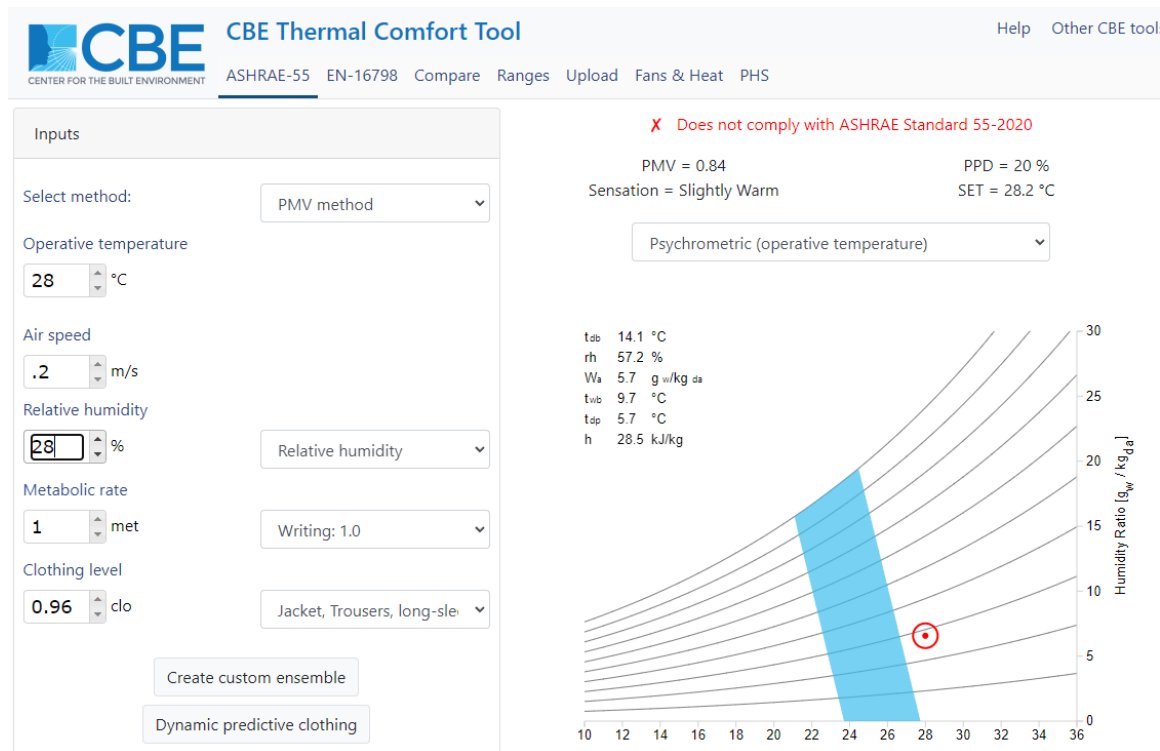 CBE
CENTER FOR THE BUILT ENVIRONMENT
CBE Thermal Comfort Tool
Help Other CBE tools
ASHRAE-55 EN-16798 Compare Ranges Upload Fans & Heat PHS
Inputs
Select method:
PMV method
Operative temperature
28 °C
Air speed
.2 m/s
Relative humidity
28 %
Relative humidity
Metabolic rate
1 met
Writing: 1.0
Clothing level
0.96 clo
Jacket, Trousers, long-sle
Create custom ensemble
Dynamic predictive clothing
✗ Does not comply with ASHRAE Standard 55-2020
PMV = 0.84 PPD = 20 %
Sensation = Slightly Warm SET = 28.2 °C
Psychrometric (operative temperature)
tdb 14.1 °C
rh 57.2 %
Wa 5.7 g w/kg da
twb 9.7 °C
tdp 5.7 °C
h 28.5 kJ/kg
30
25
20
15
10
5
0
Humidity Ratio [gw / kgda]
10 12 14 16 18 20 22 24 26 28 30 32 34 36